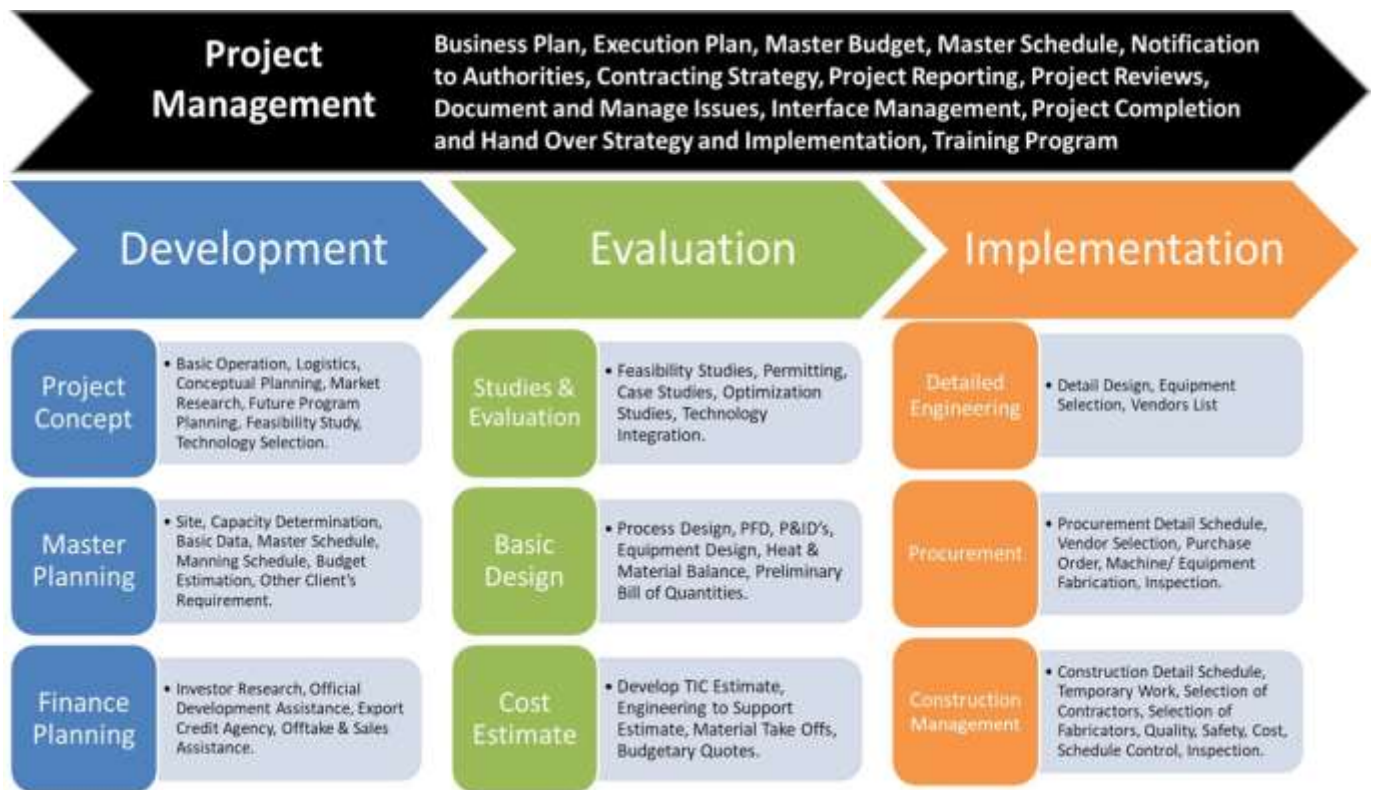 Project
Management
Business Plan, Execution Plan, Master Budget, Master Schedule, Notification
to Authorities, Contracting Strategy, Project Reporting, Project Reviews,
Document and Manage Issues, Interface Management, Project Completion
and Hand Over Strategy and Implementation, Training Program
Development
Evaluation
Implementation
Project
Concept
• Basic Operation, Logistics,
Conceptual Planning, Market
Research, Future Program
Planning, Feasibility Study,
Technology Selection.
Studies &
Evaluation
• Feasibility Studies, Permitting,
Case Studies, Optimization
Studies, Technology
Integration.
Detailed
Engineering
• Detail Design, Equipment
Selection, Vendors List
Master
Planning
• Site, Capacity Determination,
Basic Data, Master Schedule,
Manning Schedule, Budget
Estimation, Other Client's
Requirement.
Basic
Design
• Process Design, PFD, P&ID's,
Equipment Design, Heat &
Material Balance, Preliminary
Bill of Quantities.
Procurement
• Procurement Detail Schedule,
Vendor Selection, Purchase
Order, Machine/ Equipment
Fabrication, Inspection.
Finance
Planning
• Investor Research, Official
Development Assistance, Export
Credit Agency, Offtake & Sales
Assistance.
Cost
Estimate
• Develop TIC Estimate,
Engineering to Support
Estimate, Material Take Offs,
Budgetary Quotes.
Construction
Management
• Construction Detail Schedule,
Temporary Work, Selection of
Contractors, Selection of
Fabricators, Quality, Safety, Cost,
Schedule Control, Inspection.